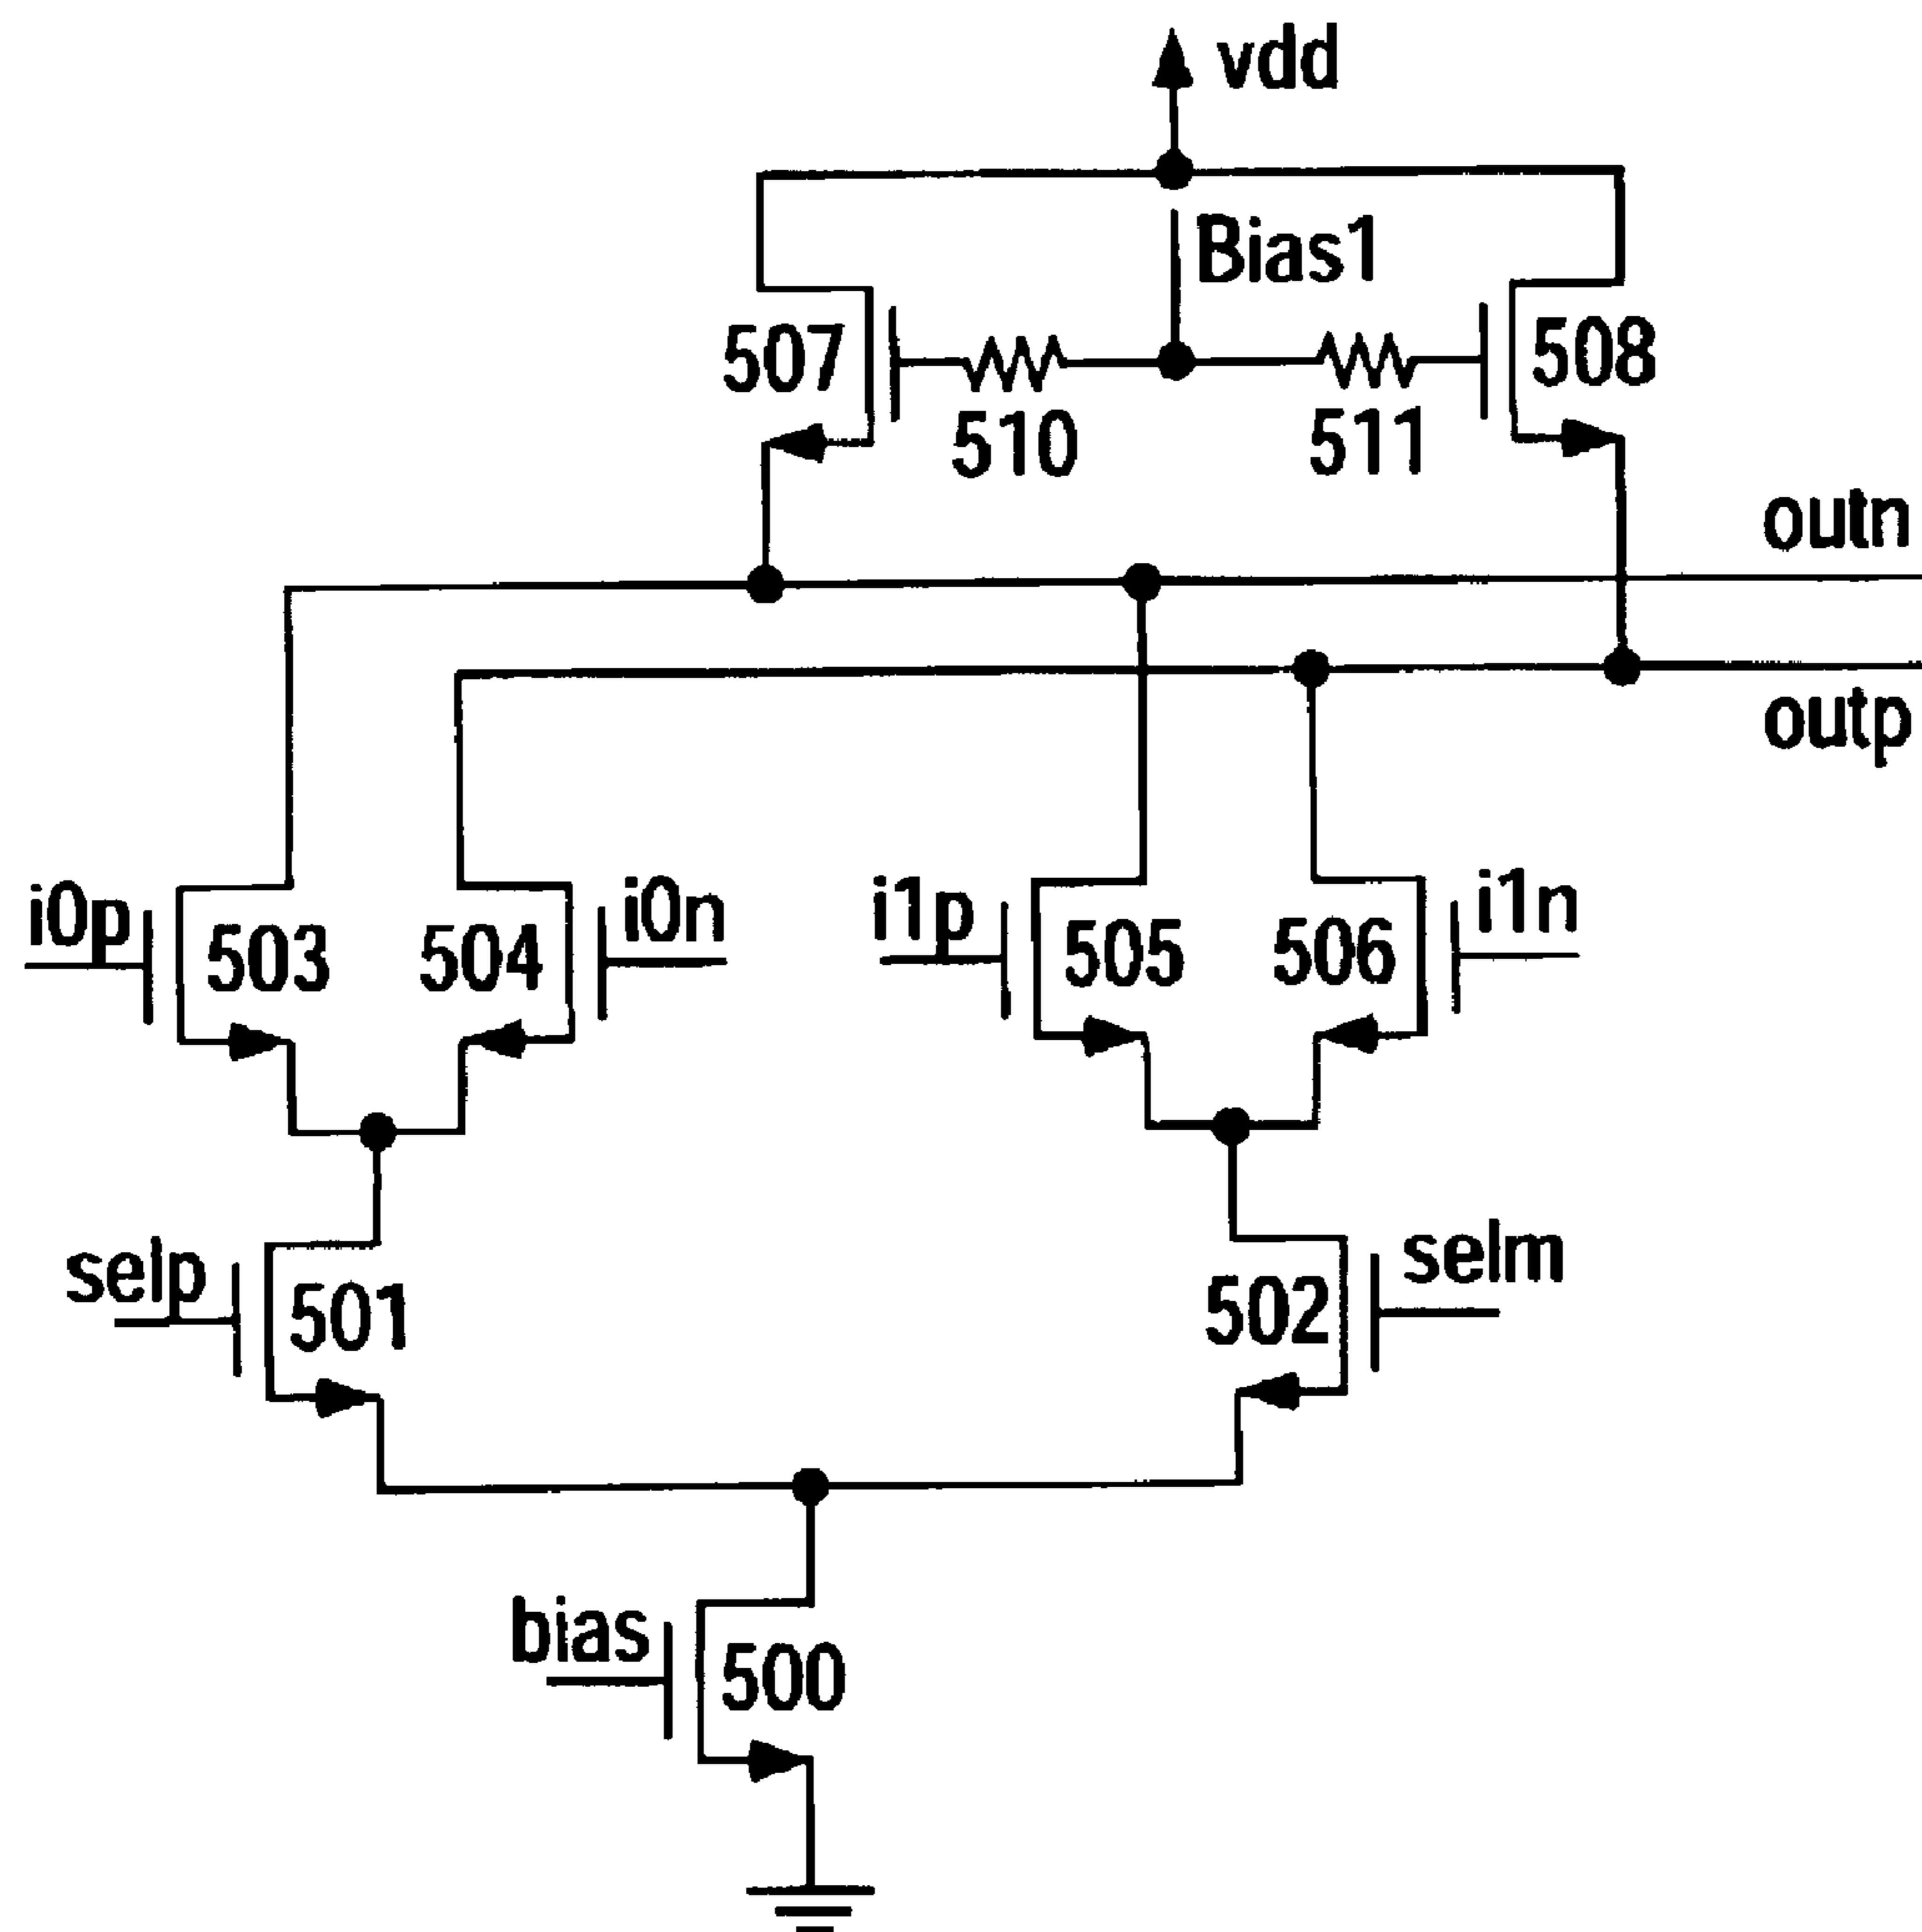 vdd
Bias1
507
508
510
511
outn
outp
i0p
503
504
i0n
i1p
505
506
i1n
selp
501
502
selm
bias
500